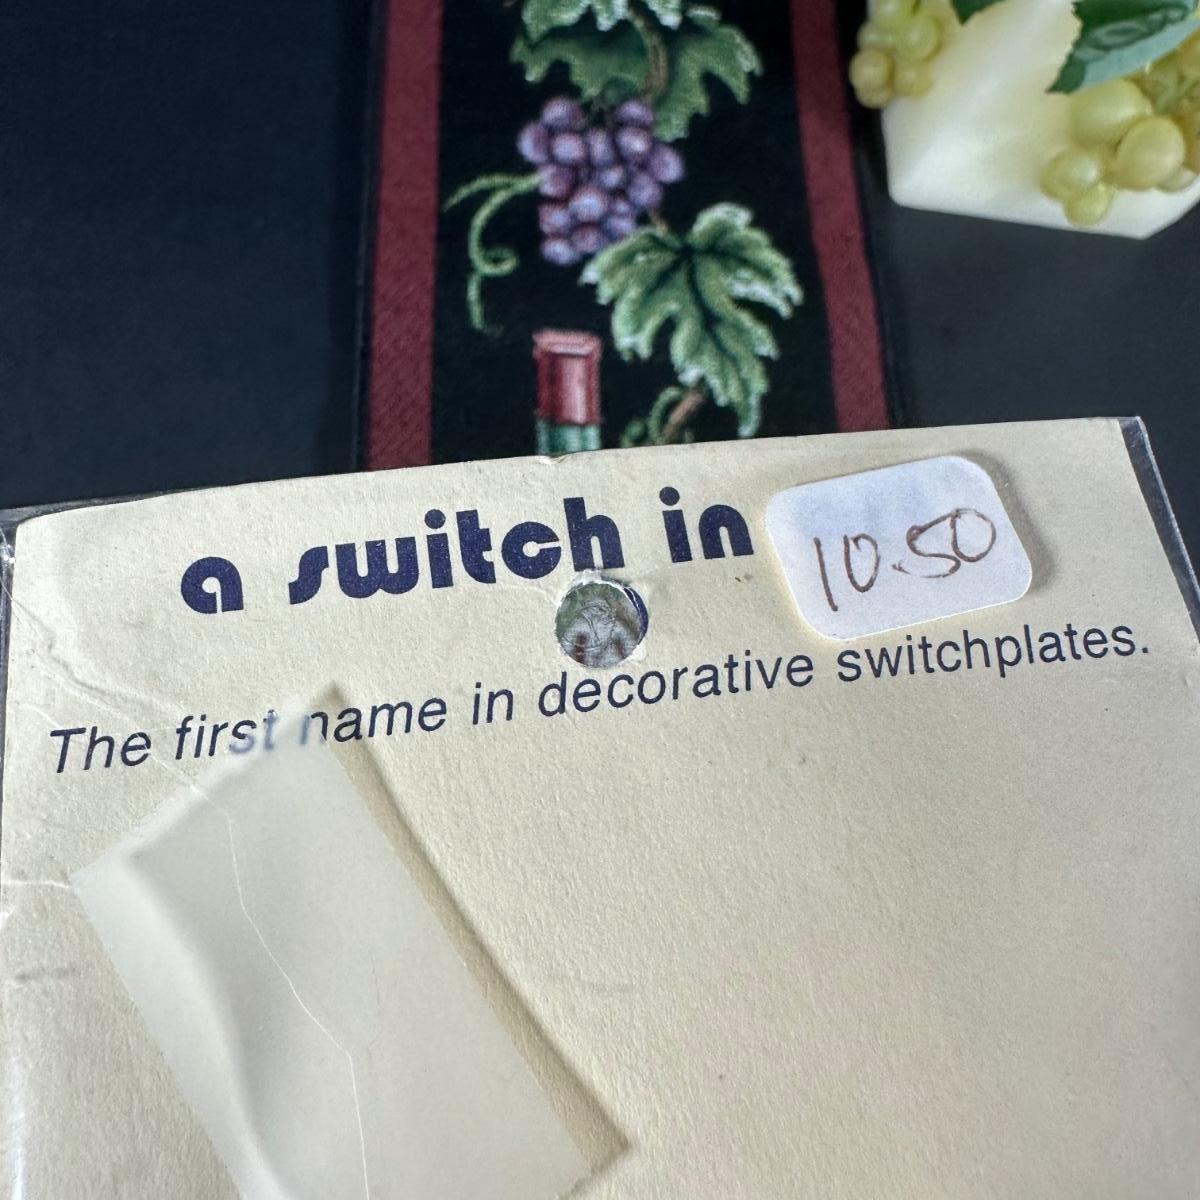 a switch in
10.50
The first name in decorative switchplates.